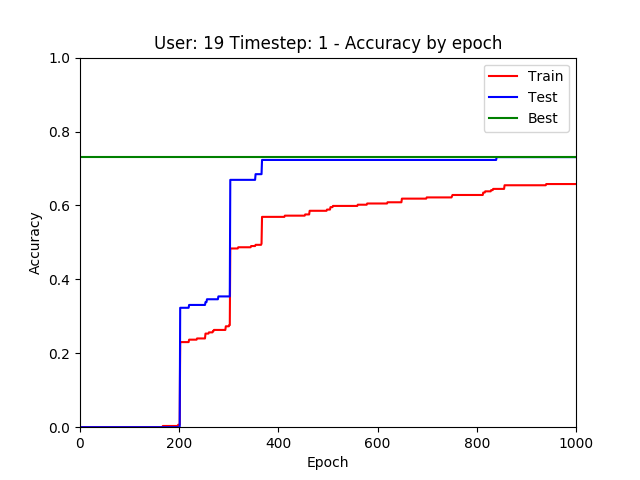 User: 19 Timestep: 1 - Accuracy by epoch
1.0
0.8
0.6
0.4
0.2
0.0
Accuracy
Train
Test
Best
0 200 400 600 800 1000
Epoch